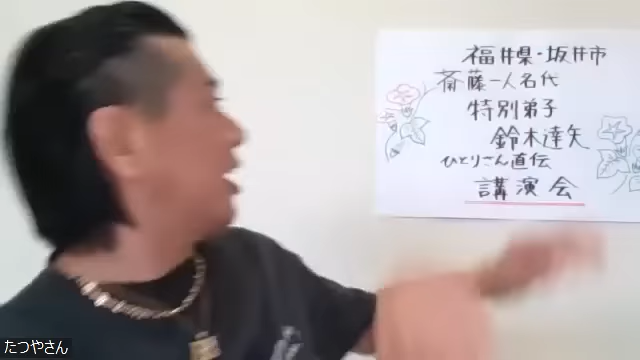 福井県・坂井市
斎藤一人名代
特別弟子
鈴木達矢
ひとりさん直伝
講演会
たつやさん